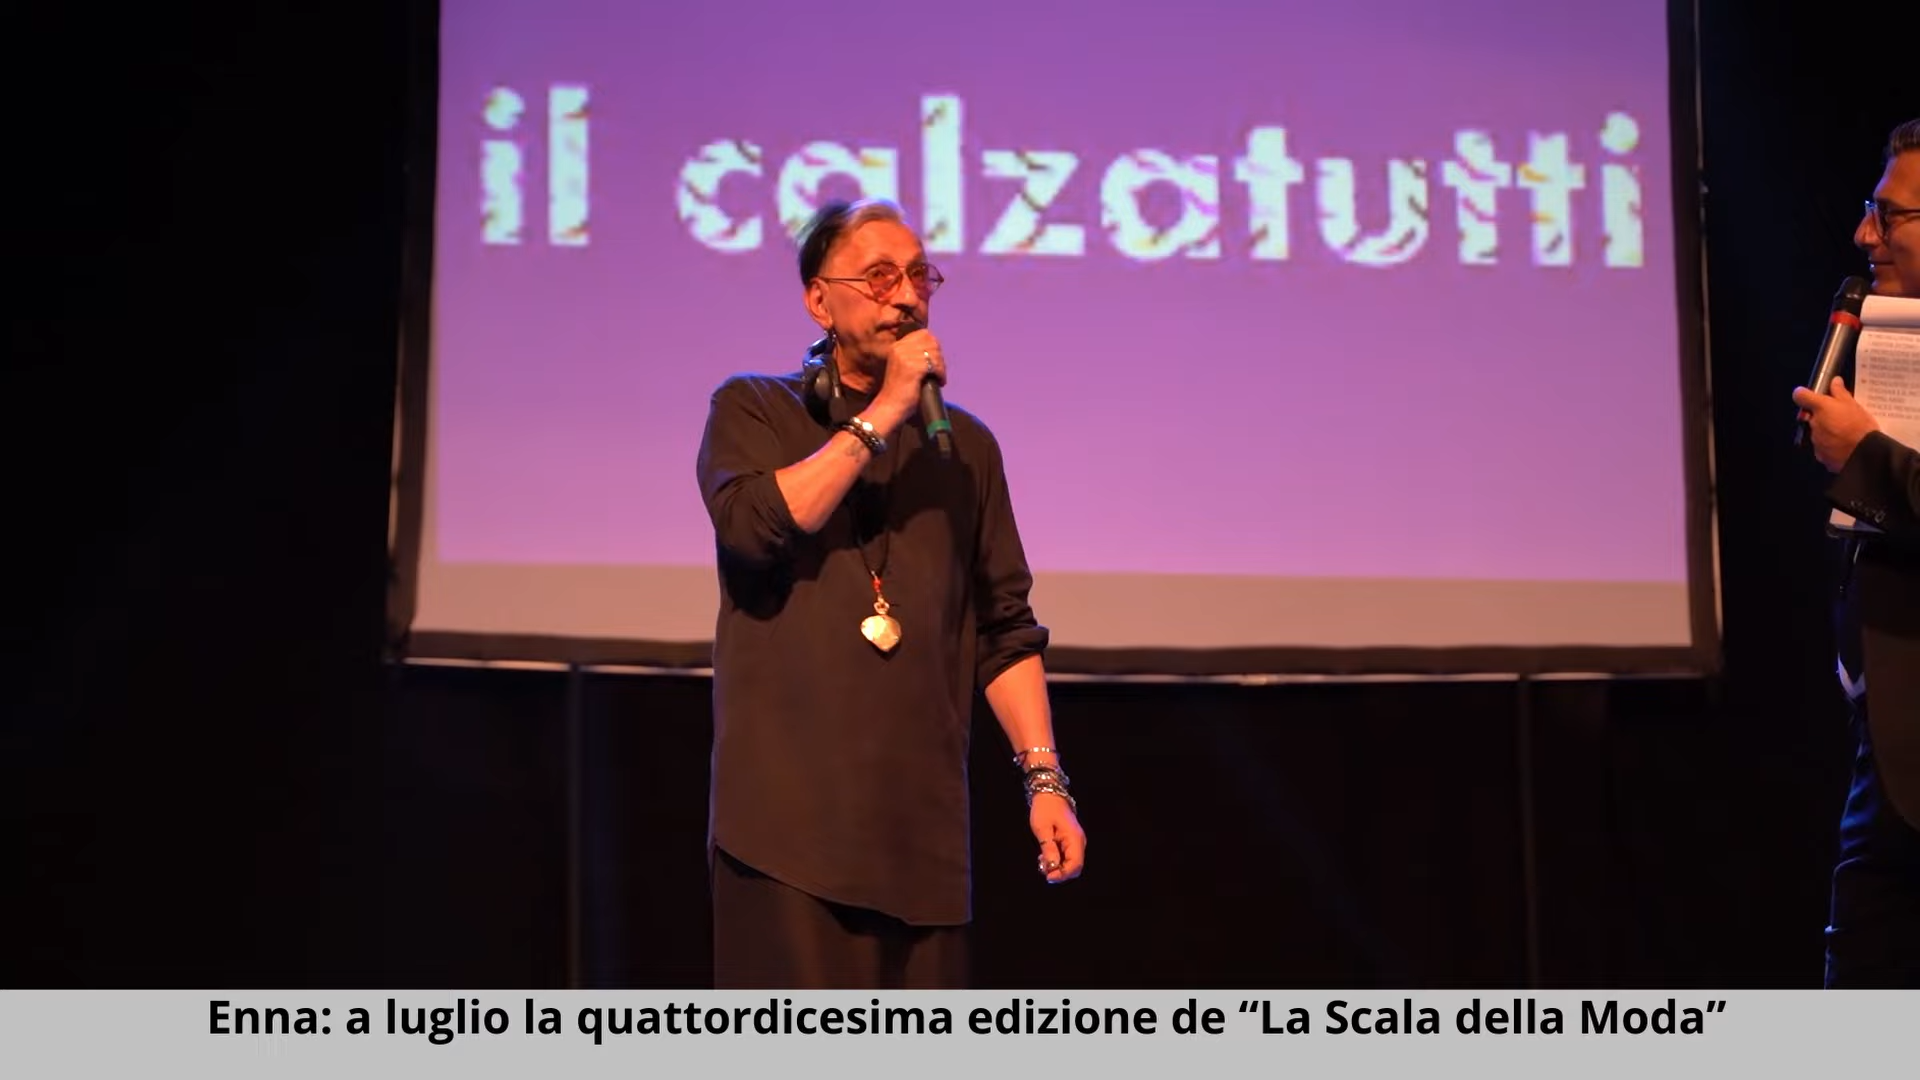 il calzatutti
Enna: a luglio la quattordicesima edizione de “La Scala della Moda”